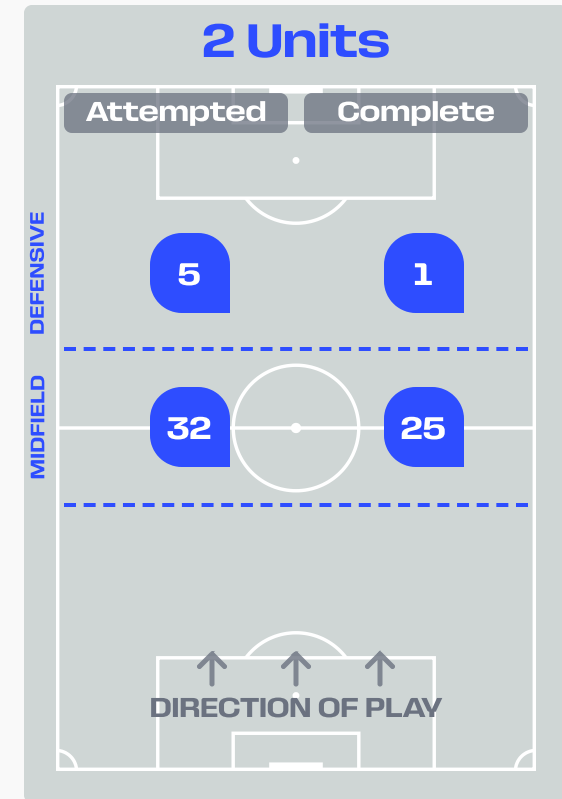 2 Units
Attempted Complete
DEFENSIVE
5 1
MIDFIELD
32 25
DIRECTION OF PLAY